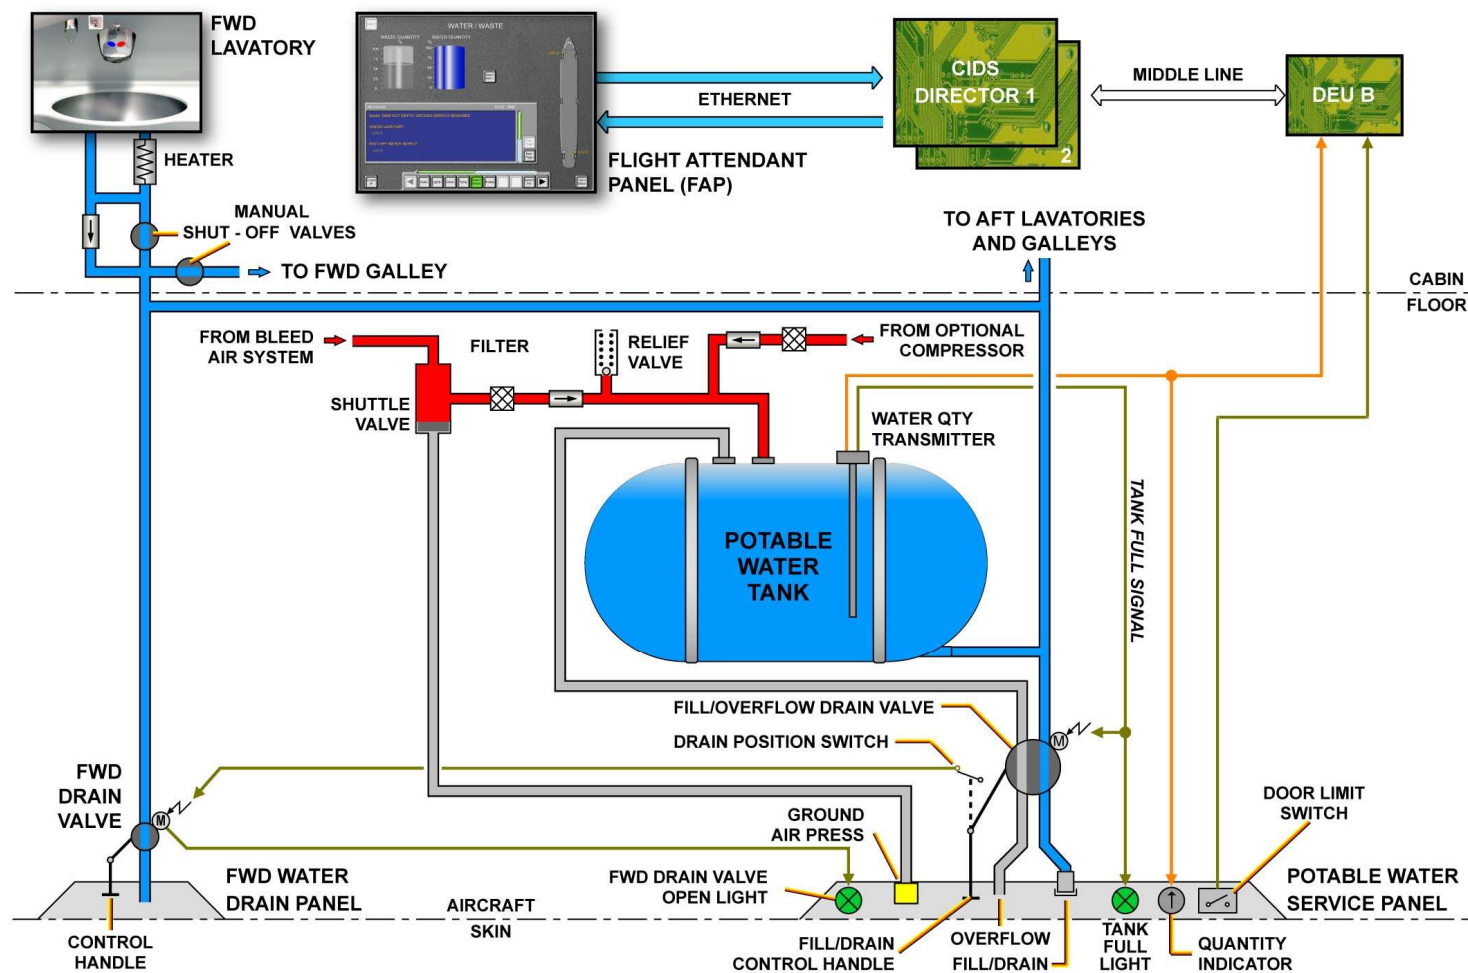 FWD
LAVATORY
HEATER
MANUAL
SHUT - OFF VALVES
TO FWD GALLEY
WATER / WASTE
WASTE QUANTITY
WATER QUANTITY
%
%
FLIGHT ATTENDANT
PANEL (FAP)
ETHERNET
CIDS
DIRECTOR 1
2
MIDDLE LINE
DEU B
TO AFT LAVATORIES
AND GALLEYS
CABIN
FLOOR
FROM BLEED
AIR SYSTEM
FILTER
RELIEF
VALVE
FROM OPTIONAL
COMPRESSOR
SHUTTLE
VALVE
WATER QTY
TRANSMITTER
POTABLE
WATER
TANK
TANK FULL SIGNAL
FILL/OVERFLOW DRAIN VALVE
DRAIN POSITION SWITCH
M
FWD
DRAIN
VALVE
M
GROUND
AIR PRESS
DOOR LIMIT
SWITCH
FWD WATER
DRAIN PANEL
FWD DRAIN VALVE
OPEN LIGHT
POTABLE WATER
SERVICE PANEL
AIRCRAFT
SKIN
CONTROL
HANDLE
FILL/DRAIN
CONTROL HANDLE
OVERFLOW
FILL/DRAIN
TANK
FULL
LIGHT
QUANTITY
INDICATOR